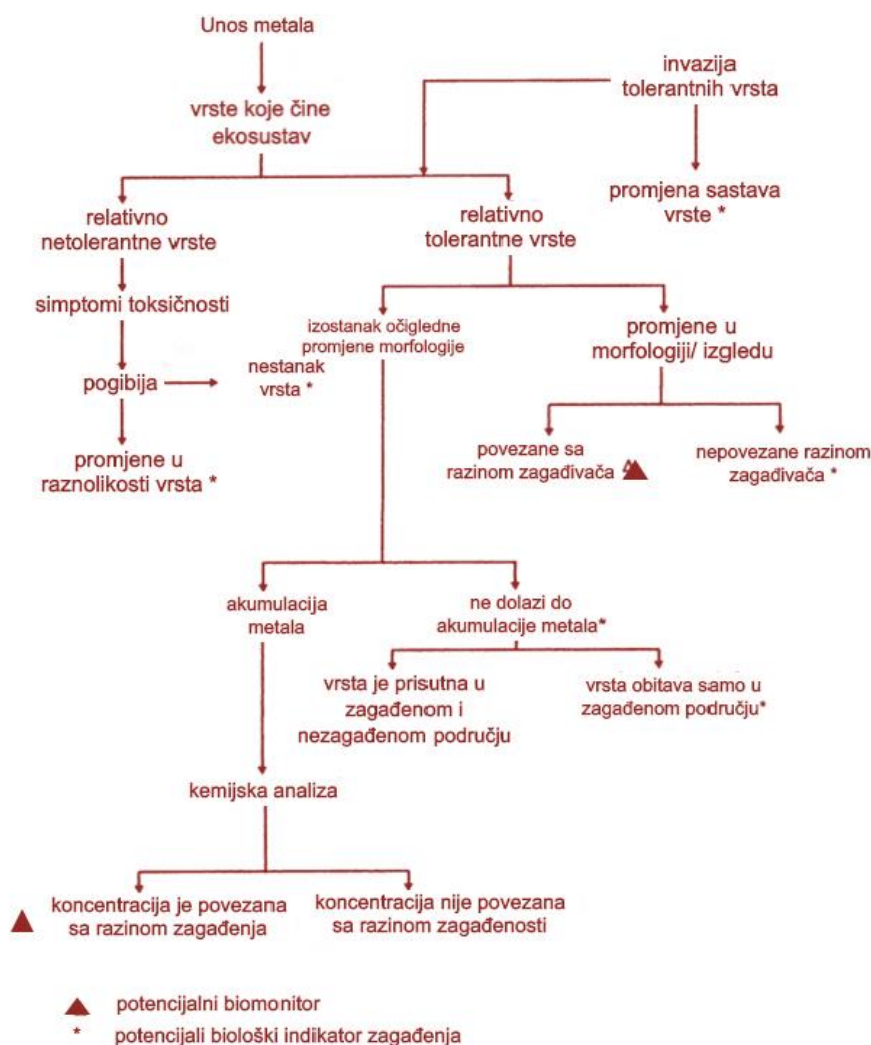 Unos metala
invazija
tolerantnih vrsta
vrste koje čine
ekosustav
promjena sastava
vrste *
relativno
netolerantne vrste
relativno
tolerantne vrste
simptomi toksičnosti
izostanak očigledne
promjene morfologije
promjene u
morfologiji/ izgledu
pogibija
nestanak
vrsta *
promjene u
raznolikosti vrsta *
povezane sa
razinom zagađivača
nepovezane razinom
zagađivača *
akumulacija
metala
ne dolazi do
akumulacije metala*
vrsta je prisutna u
zagađenom i
nezagađenom području
vrsta obitava samo u
zagađenom području*
kemijska analiza
koncentracija je povezana
sa razinom zagađenja
koncentracija nije povezana
sa razinom zagađenosti
potencijalni biomonitor
* potencijali biološki indikator zagađenja